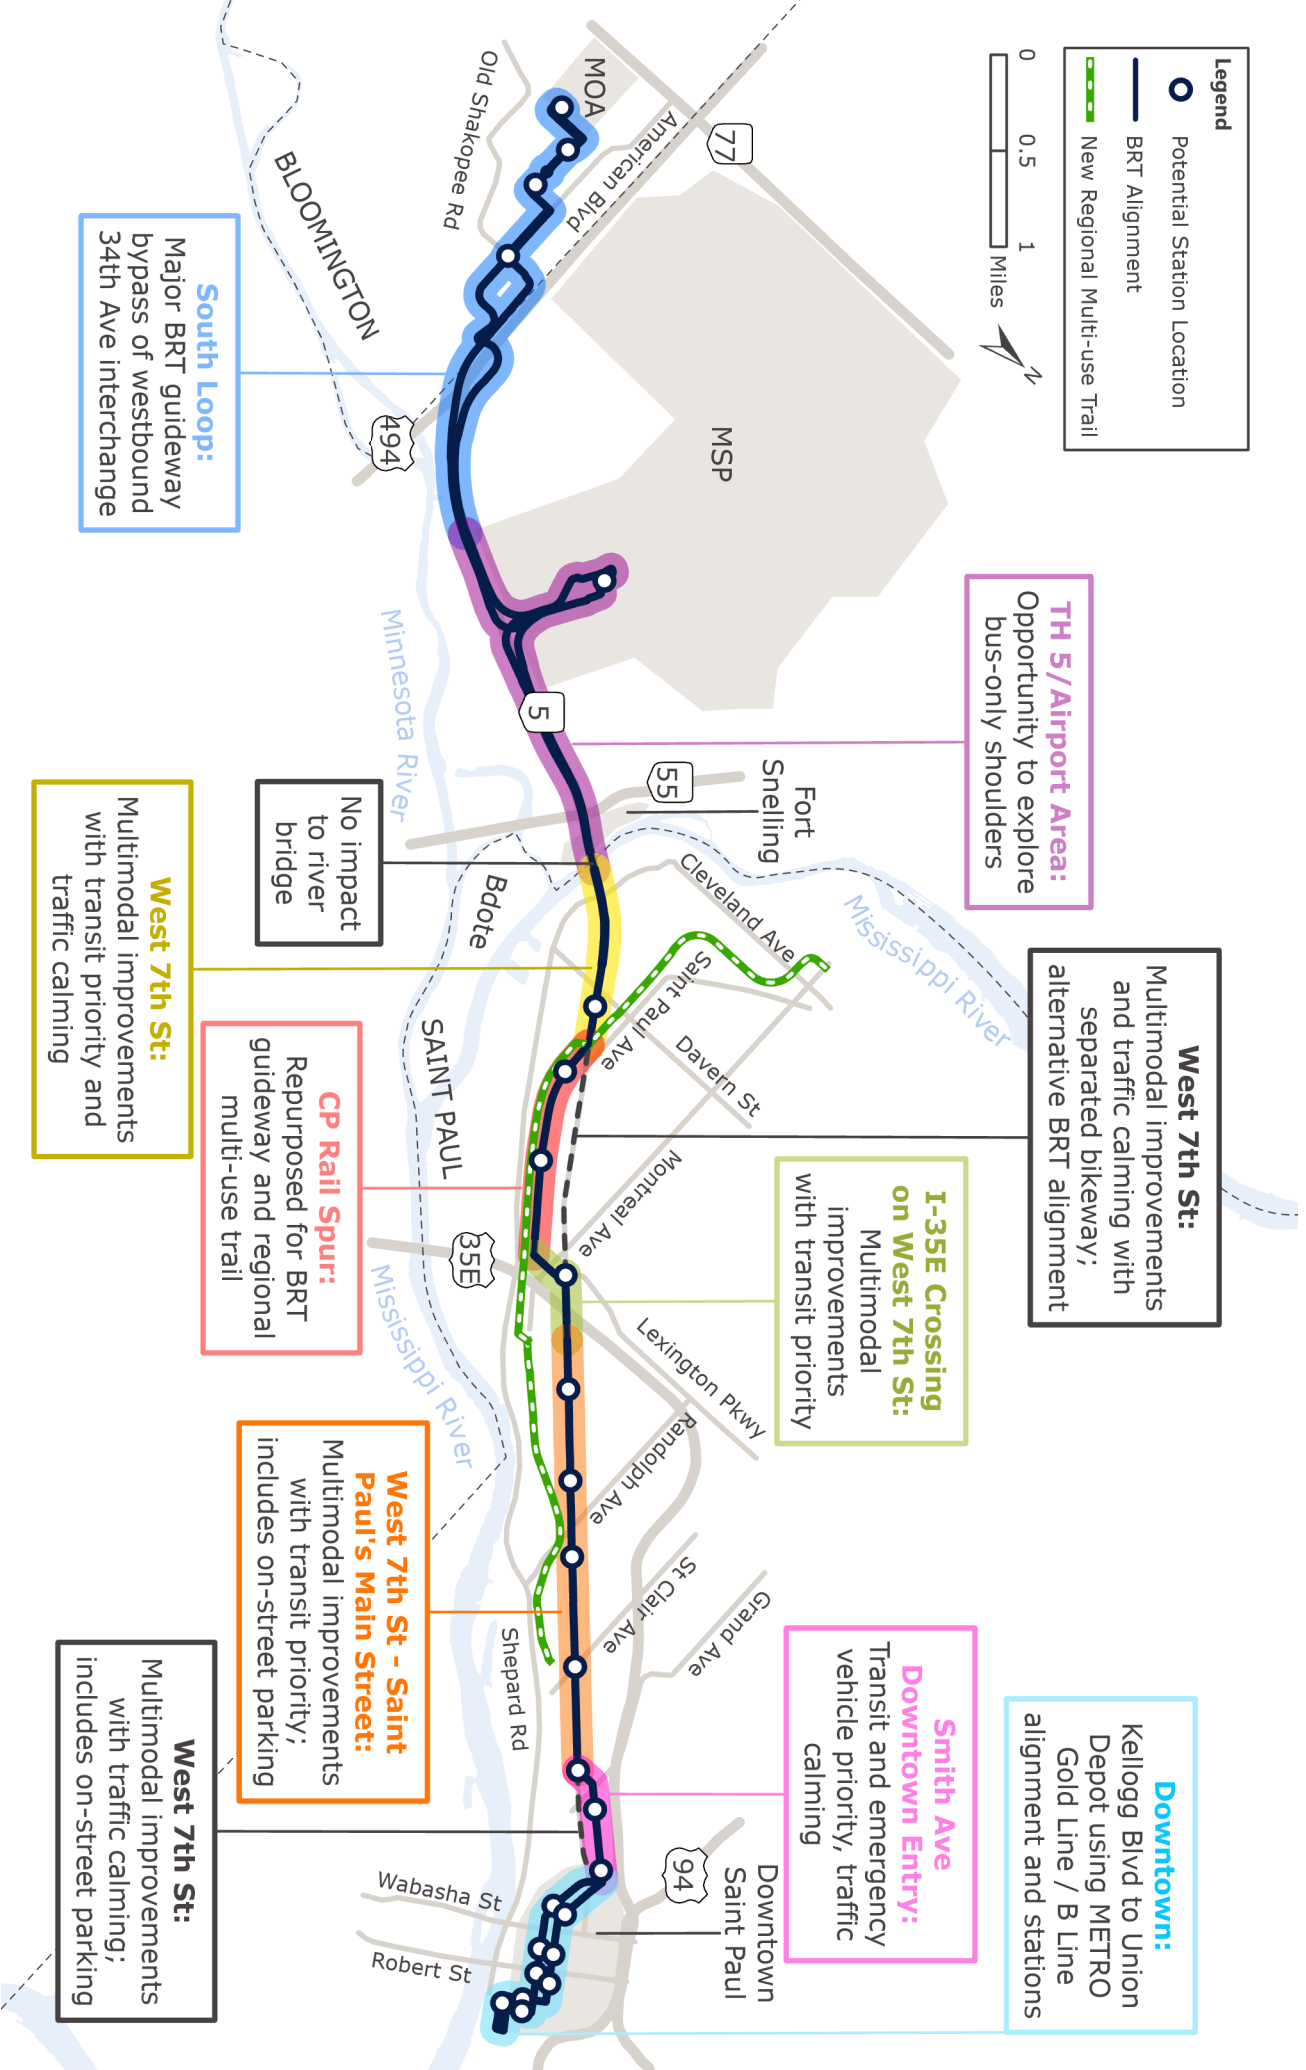 Legend
Potential Station Location
BRT Alignment
New Regional Multi-use Trail
0
0.5
1
Miles
N
MOA
Old Shakopee Rd
American Blvd
77
BLOOMINGTON
MSP
494
South Loop:
Major BRT guideway
bypass of westbound
34th Ave interchange
TH 5/Airport Area:
Opportunity to explore
bus-only shoulders
Minnesota River
5
55
Fort
Snelling
No impact
to river
bridge
Bdote
Cleveland Ave
Mississippi River
Saint Paul Ave
Davern St
West 7th St:
Multimodal improvements
with transit priority and
traffic calming
West 7th St:
Multimodal improvements
and traffic calming with
separated bikeway;
alternative BRT alignment
SAINT PAUL
CP Rail Spur:
Repurposed for BRT
guideway and regional
multi-use trail
Montreal Ave
35E
Mississippi River
I-35E Crossing
on West 7th St:
Multimodal
improvements
with transit priority
Lexington Pkwy
Randolph Ave
West 7th St - Saint
Paul's Main Street:
Multimodal improvements
with transit priority;
includes on-street parking
St Clair Ave
Grand Ave
Shepard Rd
Smith Ave
Downtown Entry:
Transit and emergency
vehicle priority, traffic
calming
West 7th St:
Multimodal improvements
with traffic calming;
includes on-street parking
94
Downtown
Saint Paul
Wabasha St
Robert St
Downtown:
Kellogg Blvd to Union
Depot using METRO
Gold Line / B Line
alignment and stations